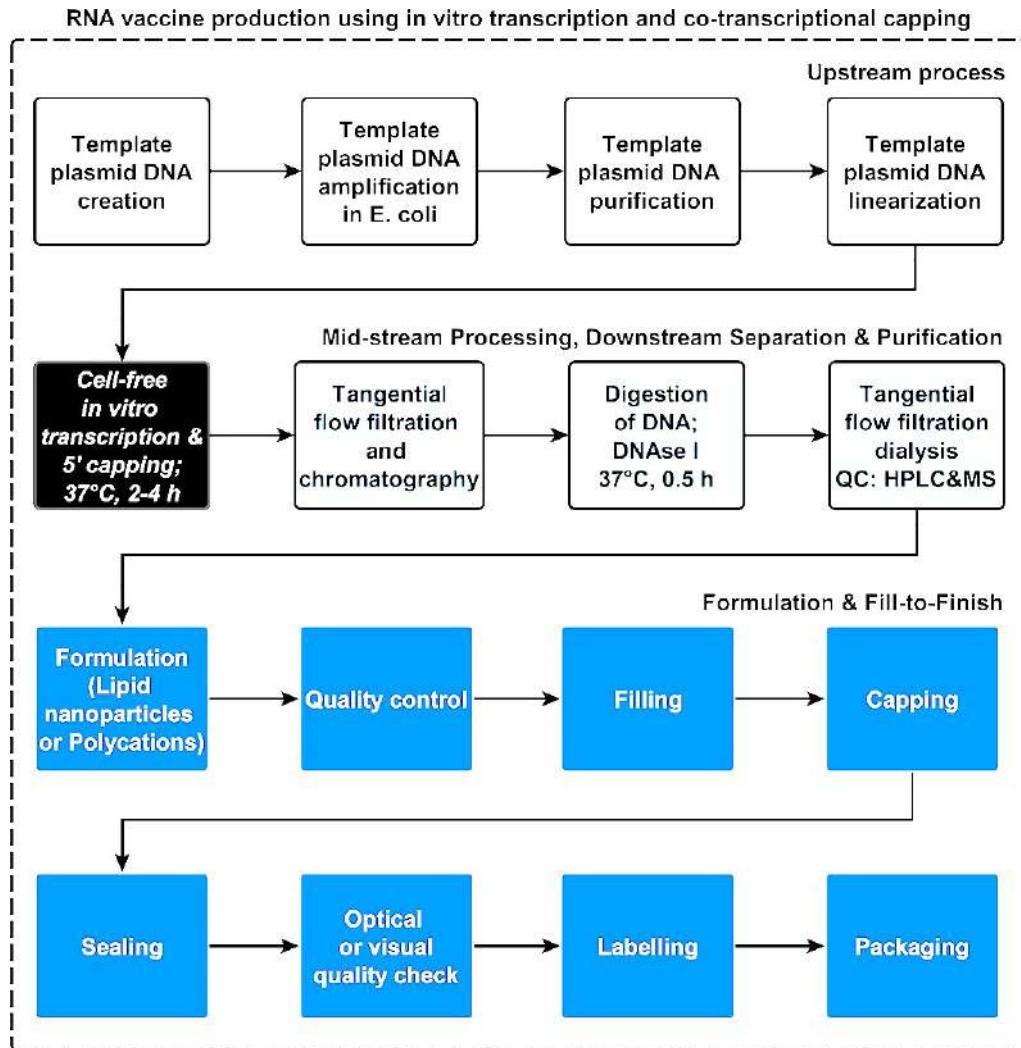 RNA vaccine production using in vitro transcription and co-transcriptional capping
Upstream process
Template
plasmid DNA
creation
Template
plasmid DNA
amplification
in E. coli
Template
plasmid DNA
purification
Template
plasmid DNA
linearization
Mid-stream Processing, Downstream Separation & Purification
Cell-free
in vitro
transcription &
5' capping;
37°C, 2-4 h
Tangential
flow filtration
and
chromatography
Digestion
of DNA;
DNAse I
37°C, 0.5 h
Tangential
flow filtration
dialysis
QC: HPLC&MS
Formulation & Fill-to-Finish
Formulation
(Lipid
nanoparticles
or Polycations)
Quality control
Filling
Capping
Sealing
Optical
or visual
quality check
Labelling
Packaging